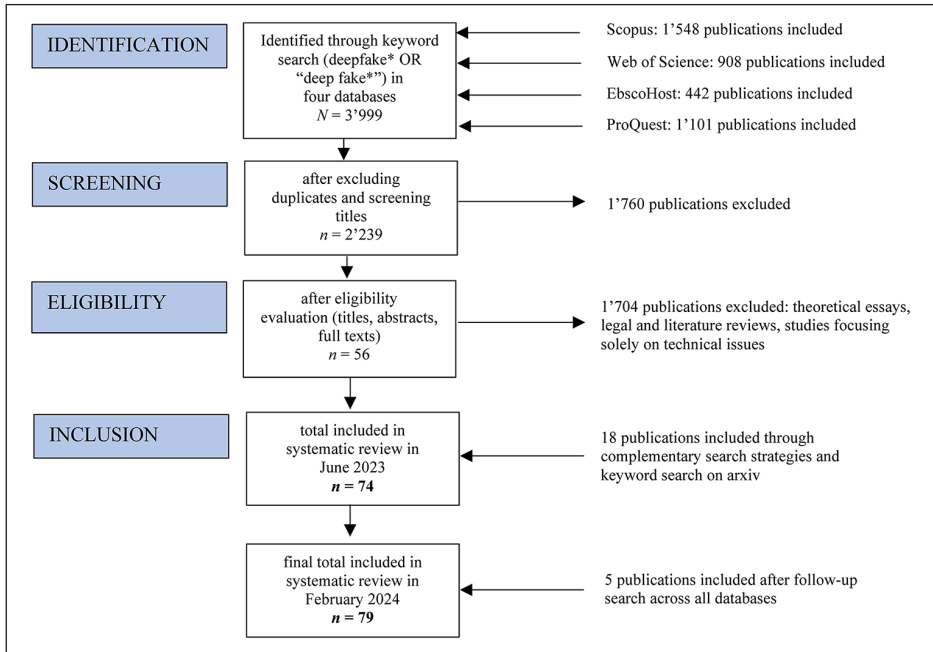 IDENTIFICATION
Identified through keyword
search (deepfake* OR
“deep fake*”) in
four databases
N = 3’999
Scopus: 1’548 publications included
Web of Science: 908 publications included
EbscoHost: 442 publications included
ProQuest: 1’101 publications included
SCREENING
after excluding
duplicates and screening
titles
n = 2’239
1’760 publications excluded
ELIGIBILITY
after eligibility
evaluation (titles, abstracts,
full texts)
n = 56
1’704 publications excluded: theoretical essays,
legal and literature reviews, studies focusing
solely on technical issues
INCLUSION
total included in
systematic review in
June 2023
n = 74
18 publications included through
complementary search strategies and
keyword search on arxiv
final total included in
systematic review in
February 2024
n = 79
5 publications included after follow-up
search across all databases